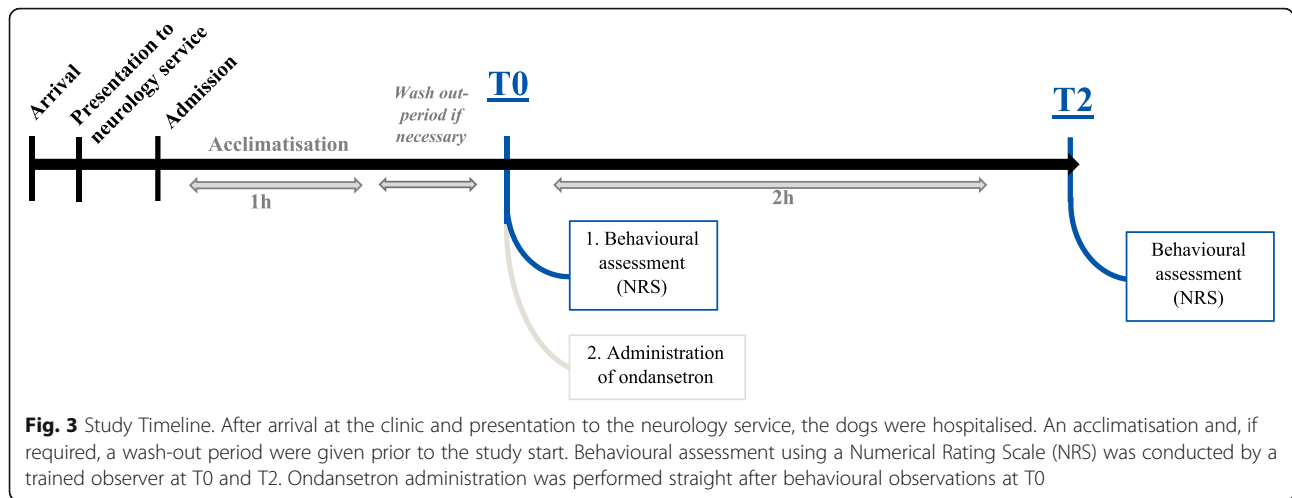 Arrival
Presentation to
neurology service
Admission
Acclimatisation
1h
Wash out-
period if
necessary
T0
2h
T2
1. Behavioural
assessment
(NRS)
2. Administration
of ondansetron
Behavioural
assessment
(NRS)
Fig. 3 Study Timeline. After arrival at the clinic and presentation to the neurology service, the dogs were hospitalised. An acclimatisation and, if
required, a wash-out period were given prior to the study start. Behavioural assessment using a Numerical Rating Scale (NRS) was conducted by a
trained observer at T0 and T2. Ondansetron administration was performed straight after behavioural observations at T0